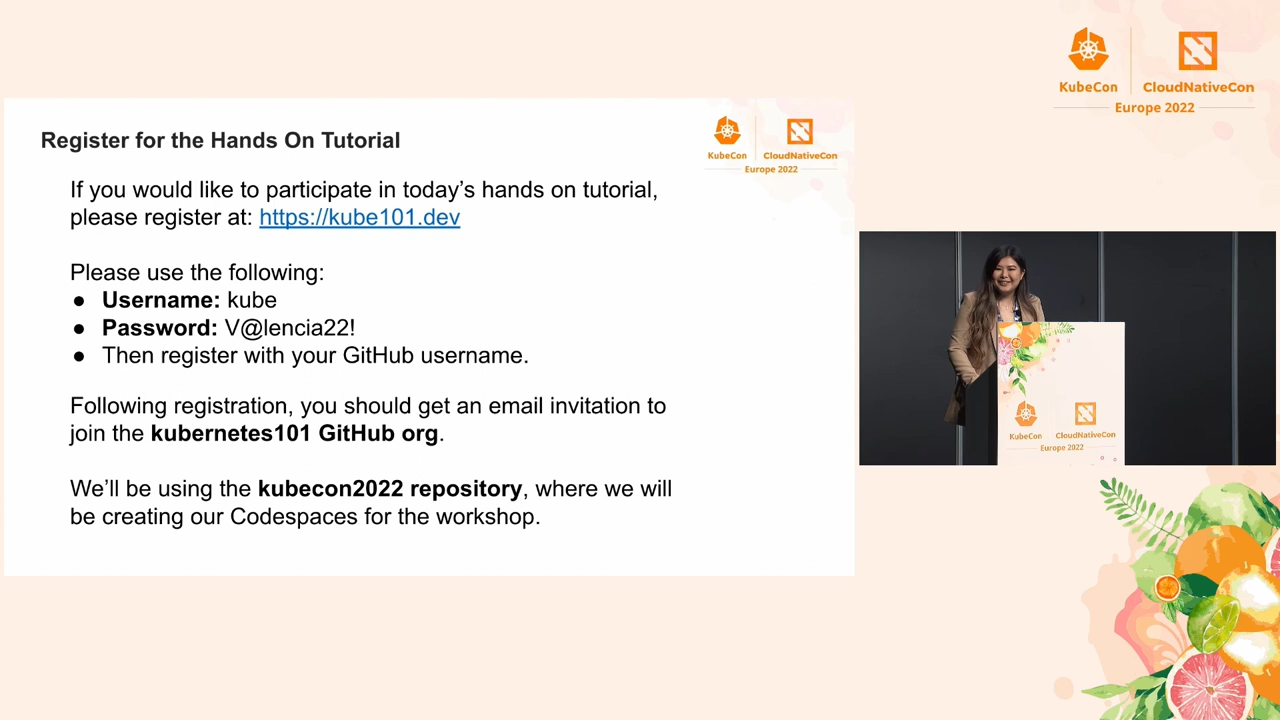 KubeCon
CloudNativeCon
Europe 2022
Register for the Hands On Tutorial
KubeCon
CloudNativeCon
Europe 2022
If you would like to participate in today’s hands on tutorial,
please register at: https://kube101.dev
Please use the following:
● Username: kube
● Password: V@lencia22!
● Then register with your GitHub username.
Following registration, you should get an email invitation to
join the kubernetes101 GitHub org.
We’ll be using the kubecon2022 repository, where we will
be creating our Codespaces for the workshop.
KubeCon
CloudNativeCon
Europe 2022